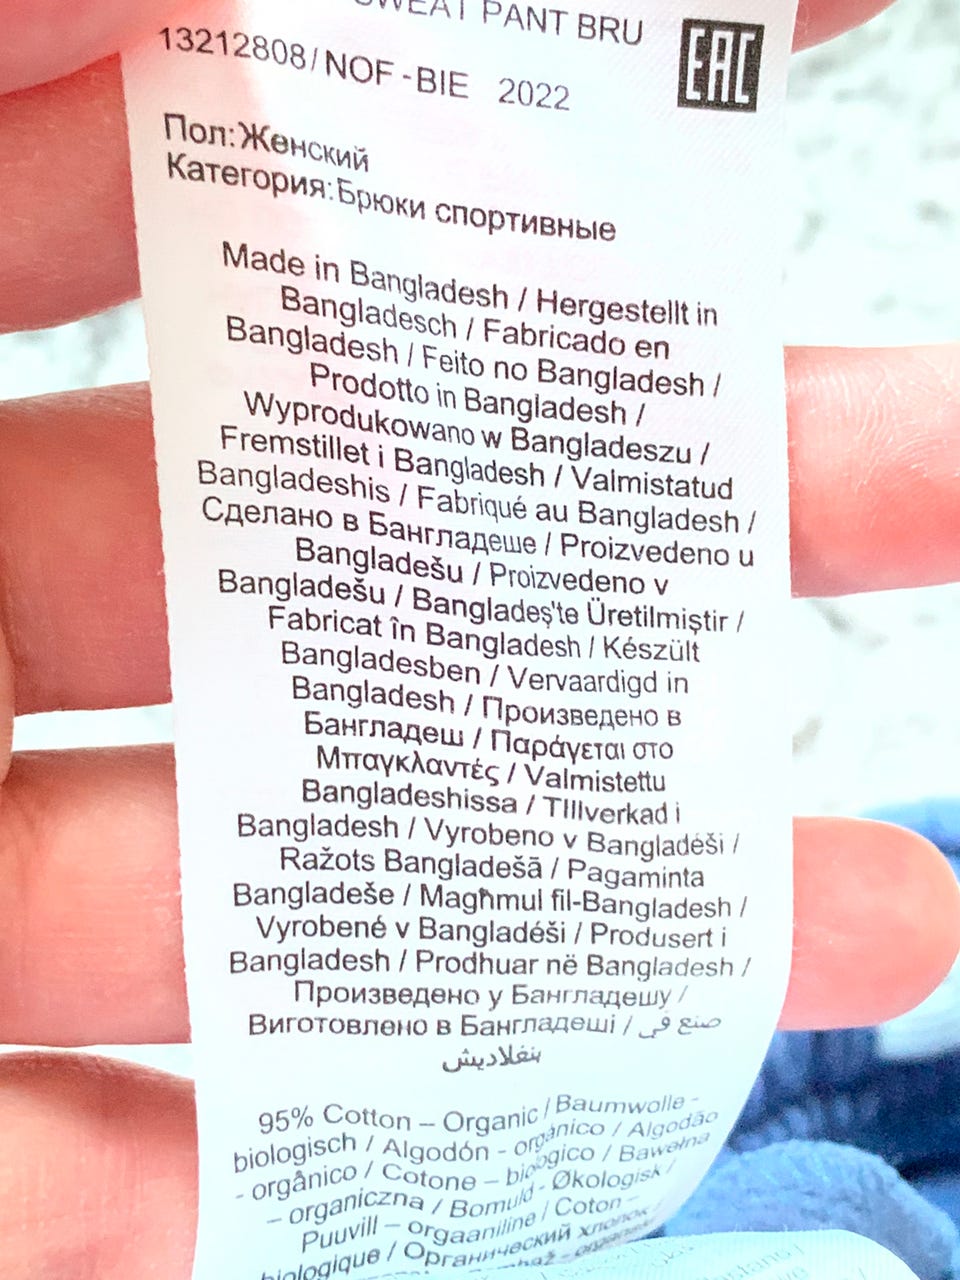 SWEAT PANT BRU
EAC
13212808/NOF-BIE 2022
Пол:Женский
Категория:Брюки спортивные
Made in Bangladesh / Hergestellt in
Bangladesch / Fabricado en
Bangladesh / Feito no Bangladesh /
Prodotto in Bangladesh /
Wyprodukowano w Bangladeszu /
Fremstillet i Bangladesh / Valmistatud
Bangladeshis / Fabriqué au Bangladesh /
Сделано в Бангладеше / Proizvedeno u
Bangladešu / Proizvedeno v
Bangladešu / Bangladeş'te Üretilmiştir /
Fabricat în Bangladesh / Készült
Bangladesben / Vervaardigd in
Bangladesh / Произведено в
Бангладеш / Παράγεται στο
Μπαγκλαντές / Valmistettu
Bangladeshissa / TIllverkad i
Bangladesh / Vyrobeno v Bangladéši /
Ražots Bangladešā / Pagaminta
Bangladeše / Magħmul fil-Bangladesh /
Vyrobené v Bangladéši / Produsert i
Bangladesh / Prodhuar në Bangladesh /
Произведено у Бангладешу /
Виготовлено в Бангладеші / صنع في
بنغلاديش
95% Cotton – Organic / Baumwolle -
biologisch / Algodón - orgánico / Algodão
- orgânico / Cotone – biologico / Bawełna
– organiczna / Bomuld - Økologisk /
Puuvill – orgaaniline / Coton –
biologique / Органический хлопок /